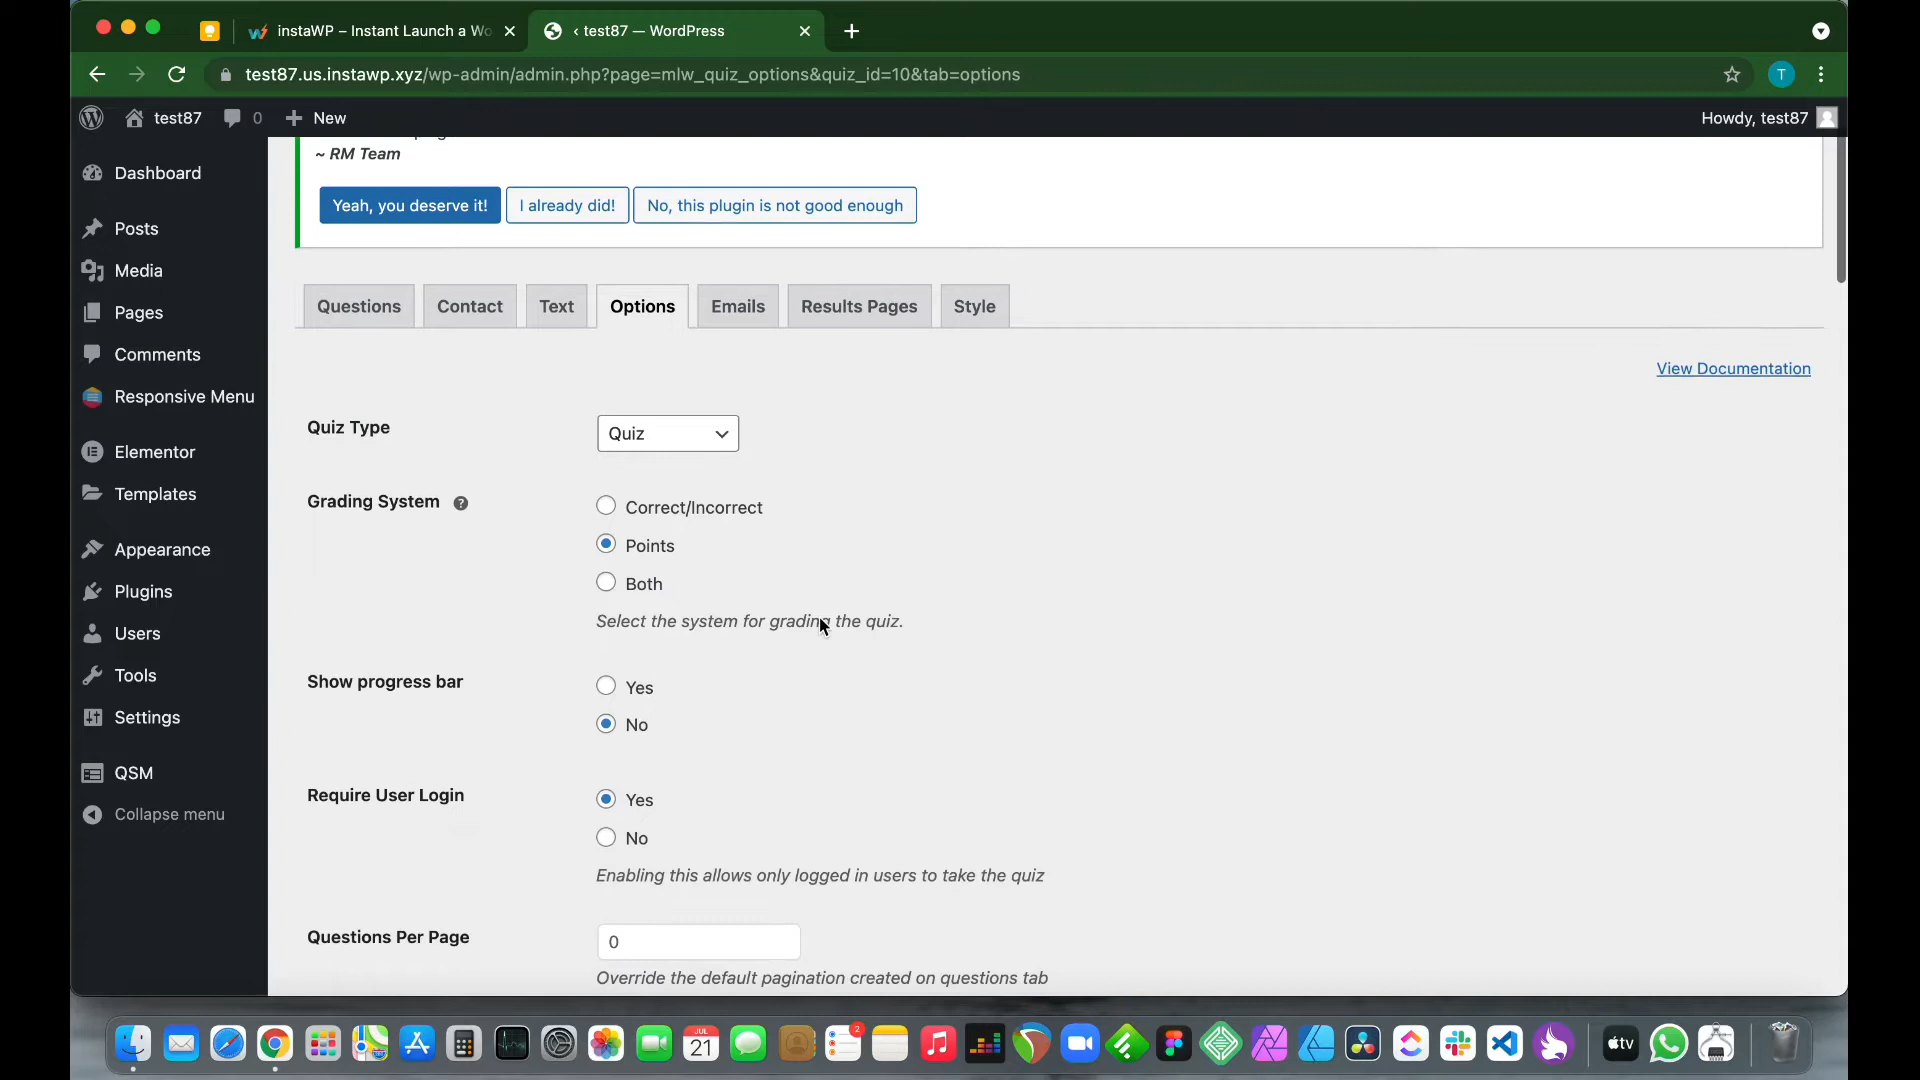 instaWP – Instant Launch a Wo
‹ test87 — WordPress
test87.us.instawp.xyz/wp-admin/admin.php?page=mlw_quiz_options&quiz_id=10&tab=options
T
test87
0
New
Howdy, test87
~ RM Team
Yeah, you deserve it!
I already did!
No, this plugin is not good enough
Dashboard
Posts
Media
Pages
Comments
Responsive Menu
Elementor
Templates
Appearance
Plugins
Users
Tools
Settings
QSM
Collapse menu
Questions
Contact
Text
Options
Emails
Results Pages
Style
View Documentation
Quiz Type
Quiz
Grading System
?
Correct/Incorrect
Points
Both
Select the system for grading the quiz.
Show progress bar
Yes
No
Require User Login
Yes
No
Enabling this allows only logged in users to take the quiz
Questions Per Page
0
Override the default pagination created on questions tab
JUL
21
2
tv